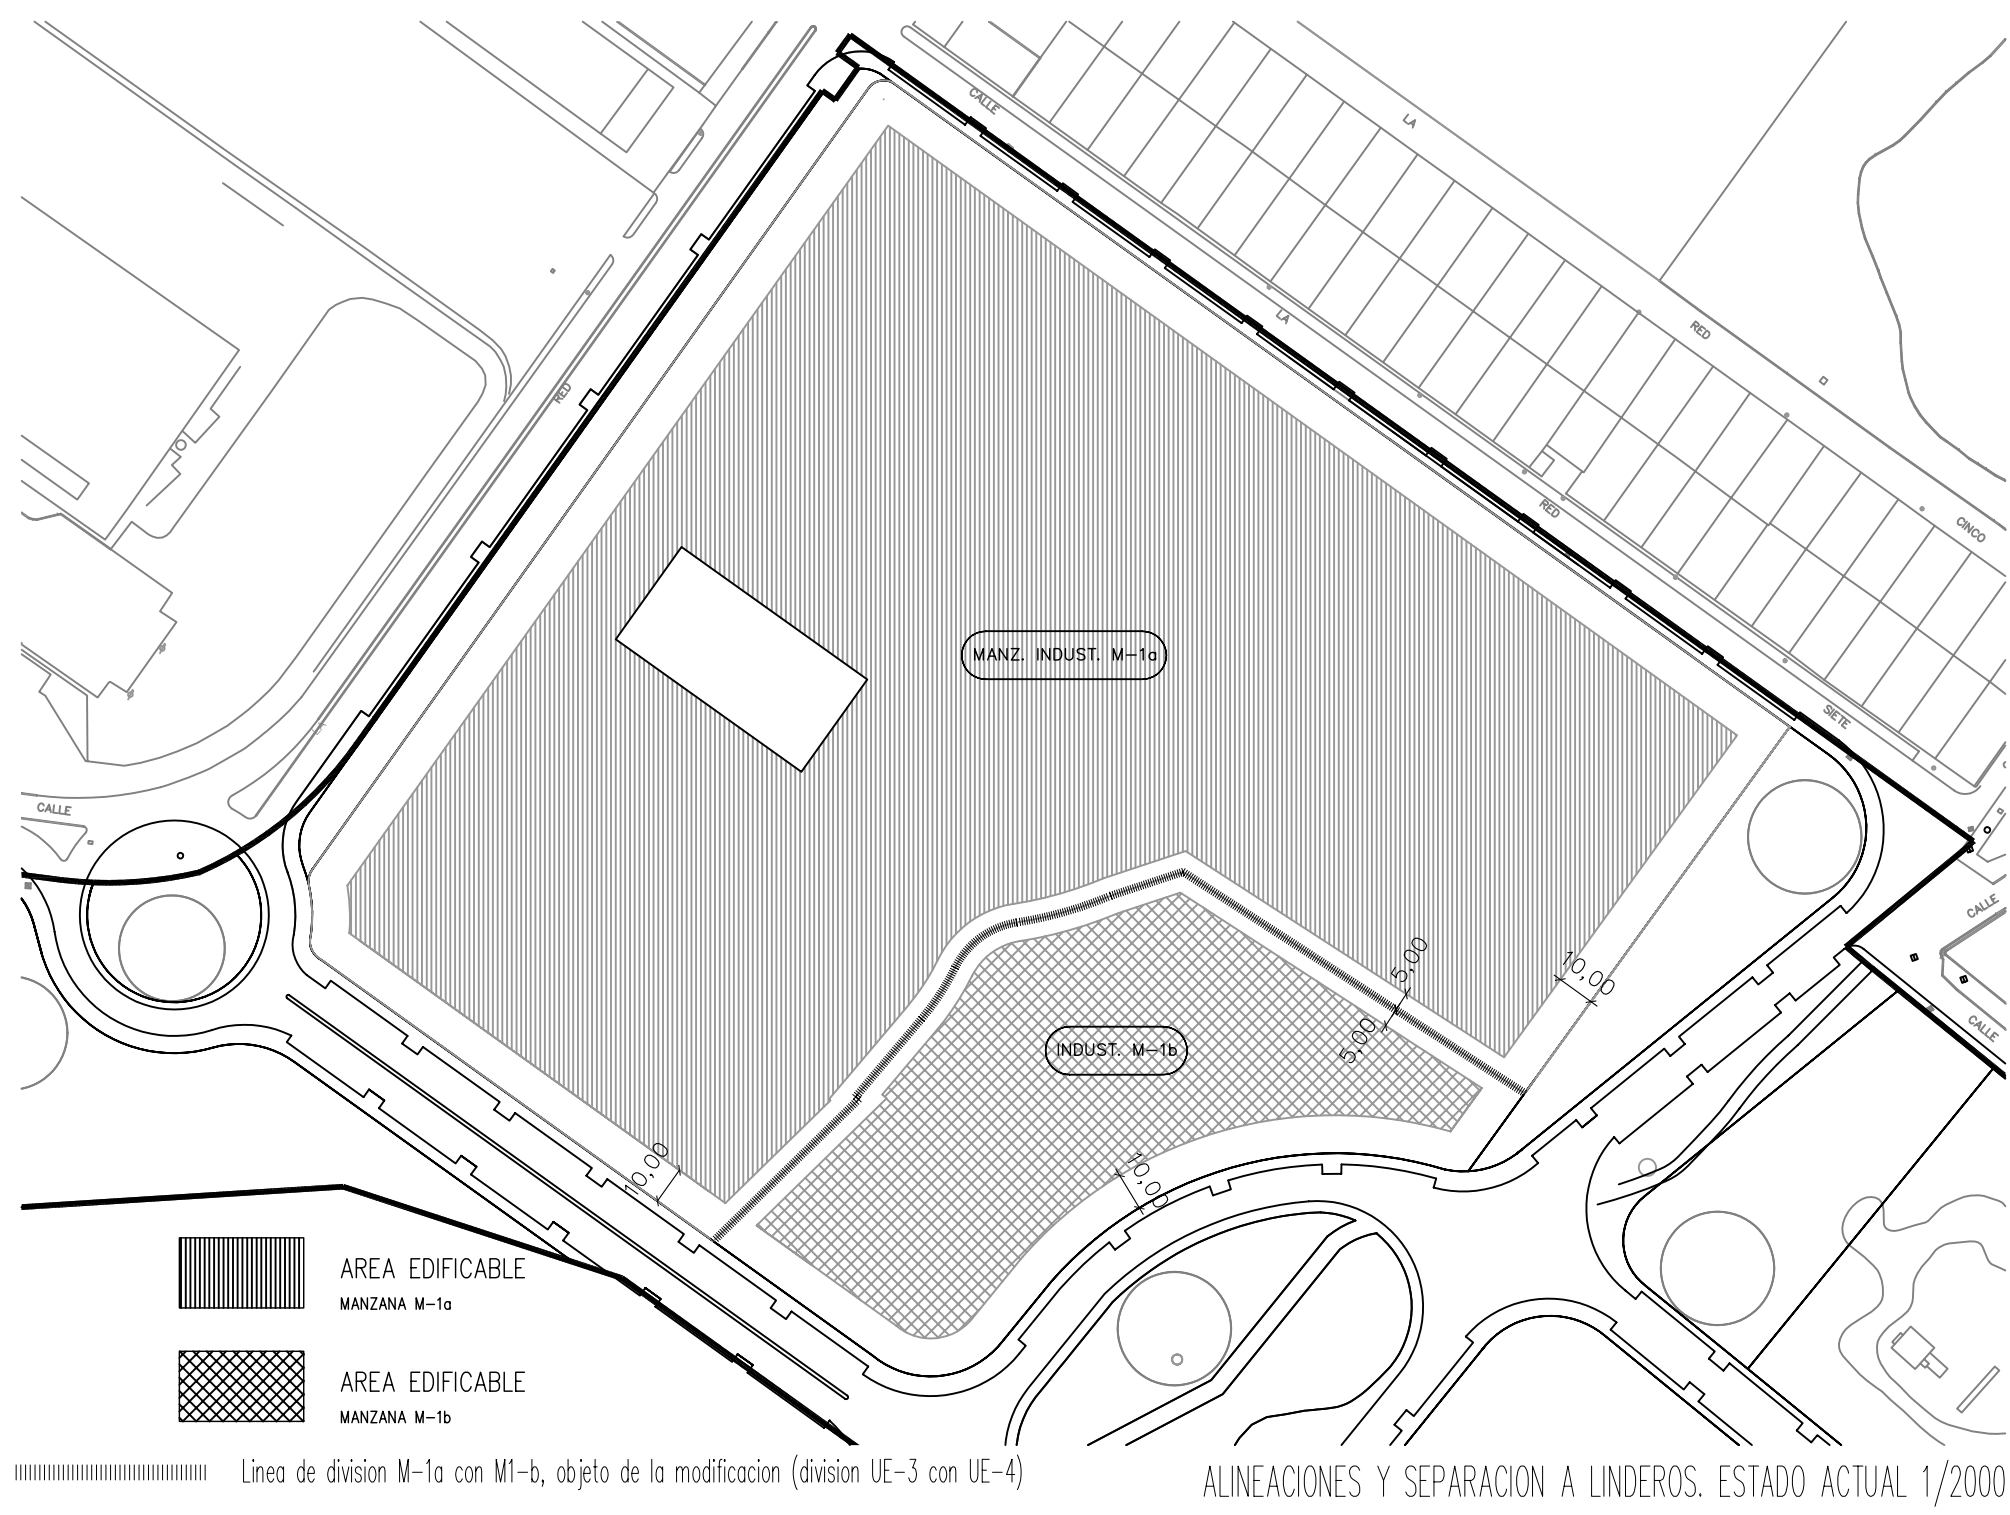 CALLE
LA
LA
RED
RED
RED
CINCO
MANZ. INDUST. M-1a
SIETE
CALLE
CALLE
10,00
5,00
5,00
CALLE
INDUST. M-1b
10,00
10,00
AREA EDIFICABLE
MANZANA M-1a
AREA EDIFICABLE
MANZANA M-1b
Linea de division M-1a con M1-b, objeto de la modificacion (division UE-3 con UE-4)
ALINEACIONES Y SEPARACION A LINDEROS. ESTADO ACTUAL 1/2000